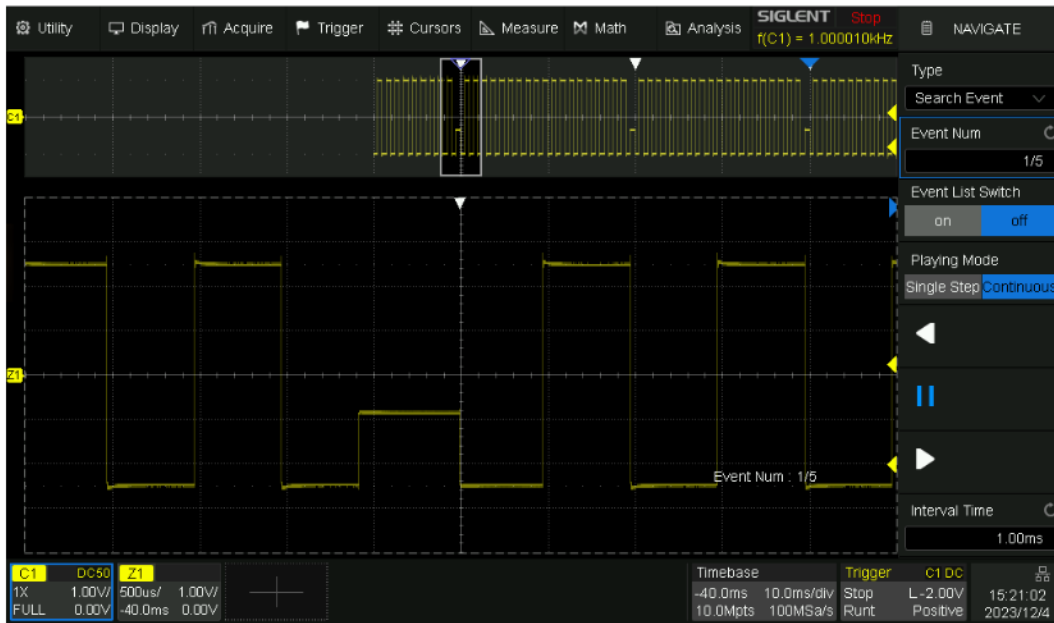 Utility Display Acquire Trigger Cursors Measure Math Analysis
SIGLENT Stop
f(C1) = 1.000010kHz
NAVIGATE
C1
Type
Search Event
Event Num
1/5
Event List Switch
on off
Playing Mode
Single Step Continuous
Z1
Event Num : 1/5
Interval Time
1.00ms
C1 DC50
1X 1.00V/
FULL 0.00V
Z1
500us/ 1.00V/
-40.0ms 0.00V
Timebase
-40.0ms 10.0ms/div
10.0Mpts 100MSa/s
Trigger C1 DC
Stop L -2.00V
Runt Positive
15:21:02
2023/12/4